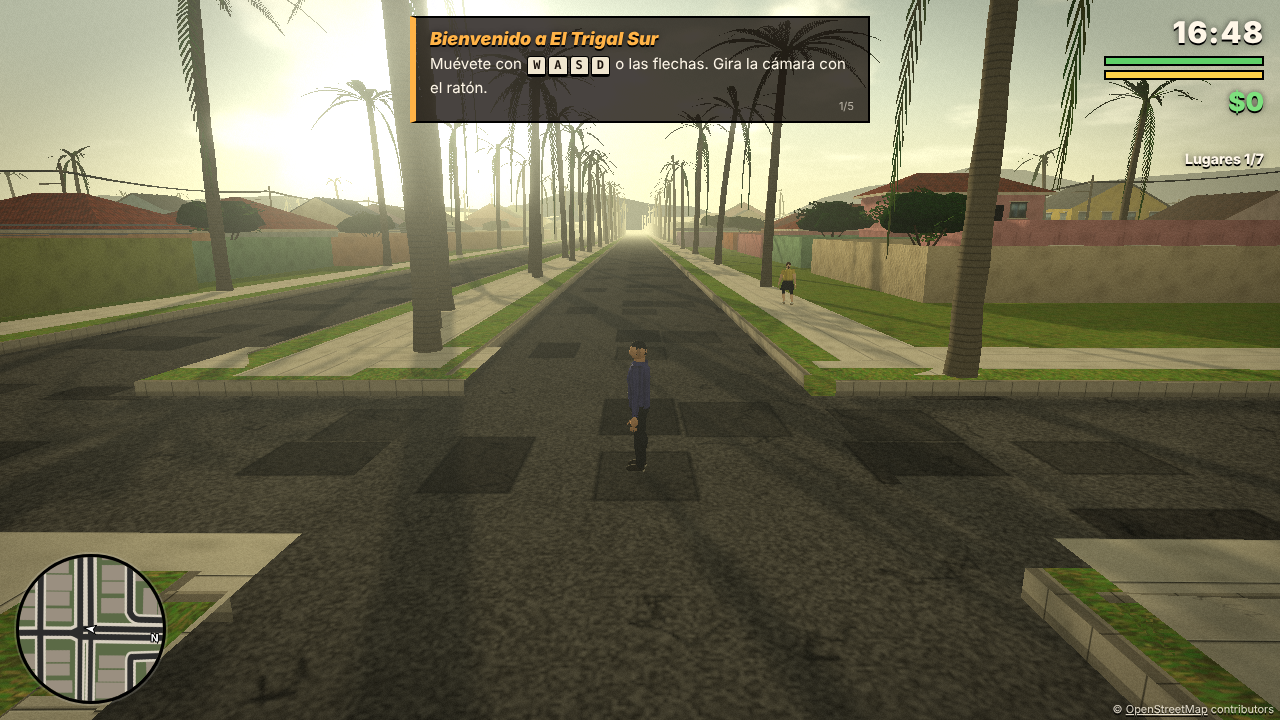 Bienvenido a El Trigal Sur
Muévete con W A S D o las flechas. Gira la cámara con
el ratón.
1/5
16:48
$0
Lugares 1/7
N
© OpenStreetMap contributors